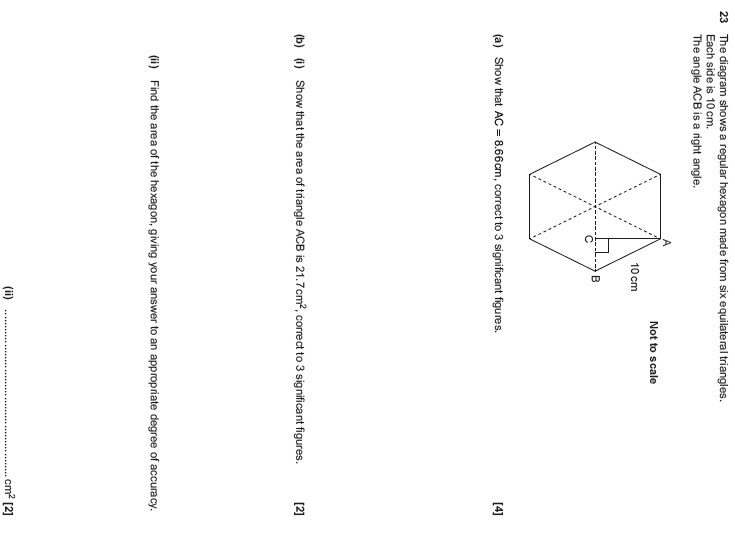 23 The diagram shows a regular hexagon made from six equilateral triangles.
Each side is 10 cm.
The angle ACB is a right angle.
Not to scale
A
10 cm
C
B
(a) Show that AC = 8.66cm, correct to 3 significant figures. [4]
(b) (i) Show that the area of triangle ACB is 21.7 cm², correct to 3 significant figures. [2]
(ii) Find the area of the hexagon, giving your answer to an appropriate degree of accuracy.
(ii) .......................................... cm² [2]